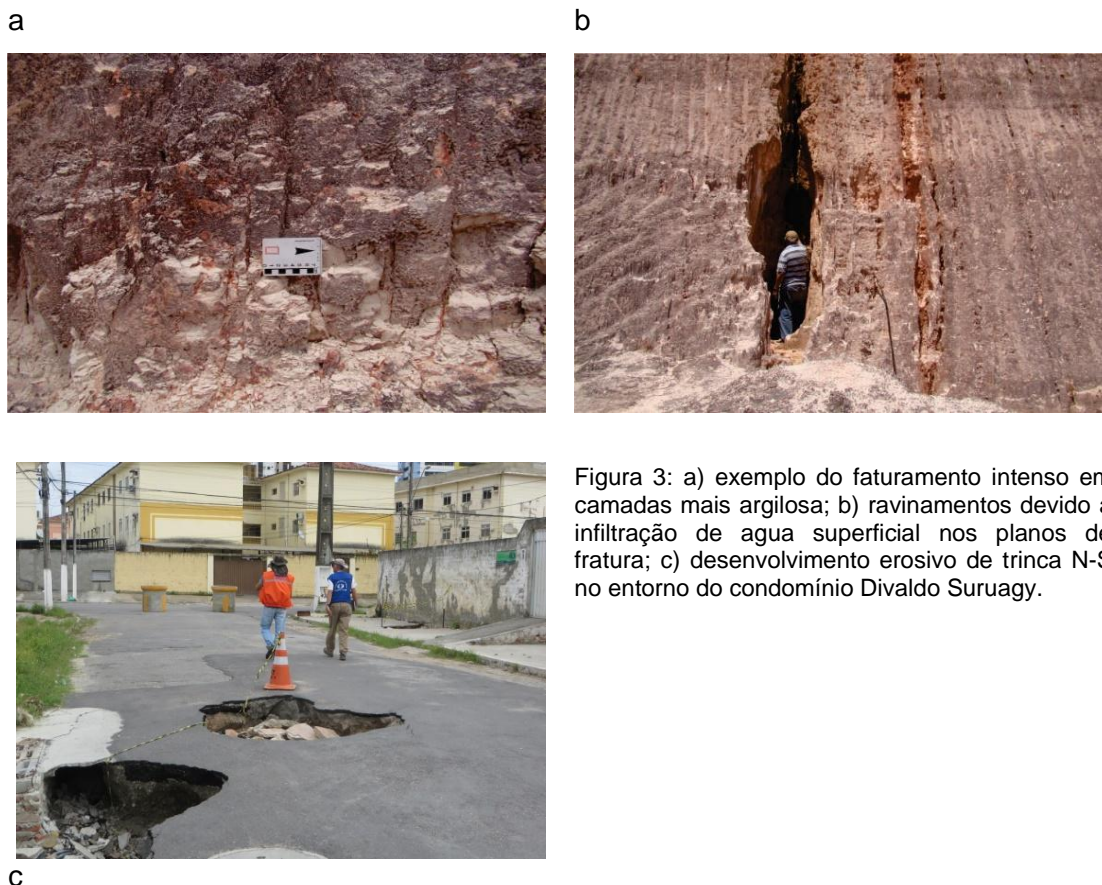 a
b
Figura 3: a) exemplo do faturamento intenso em
camadas mais argilosa; b) ravinamentos devido a
infiltração de agua superficial nos planos de
fratura; c) desenvolvimento erosivo de trinca N-S
no entorno do condomínio Divaldo Suruagy.
c